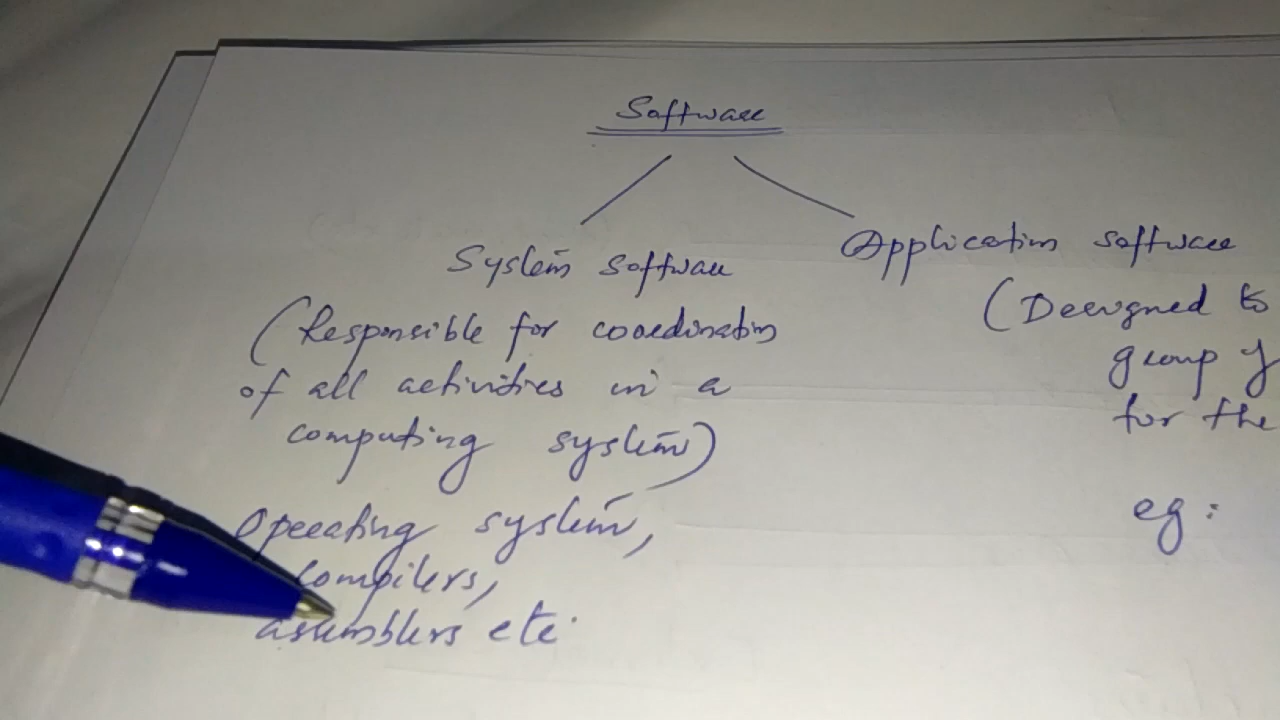 Software
System software
Application software
(Responsible for coordination
of all activities in a
computing system)
(Designed to
group of
for the
Operating system,
compilers,
assemblers etc.
eg: